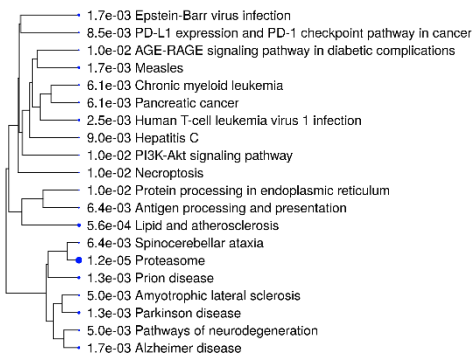 1.7e-03 Epstein-Barr virus infection
8.5e-03 PD-L1 expression and PD-1 checkpoint pathway in cancer
1.0e-02 AGE-RAGE signaling pathway in diabetic complications
1.7e-03 Measles
6.1e-03 Chronic myeloid leukemia
6.1e-03 Pancreatic cancer
2.5e-03 Human T-cell leukemia virus 1 infection
9.0e-03 Hepatitis C
1.0e-02 PI3K-Akt signaling pathway
1.0e-02 Necroptosis
1.0e-02 Protein processing in endoplasmic reticulum
6.4e-03 Antigen processing and presentation
5.6e-04 Lipid and atherosclerosis
6.4e-03 Spinocerebellar ataxia
1.2e-05 Proteasome
1.3e-03 Prion disease
5.0e-03 Amyotrophic lateral sclerosis
1.3e-03 Parkinson disease
5.0e-03 Pathways of neurodegeneration
1.7e-03 Alzheimer disease